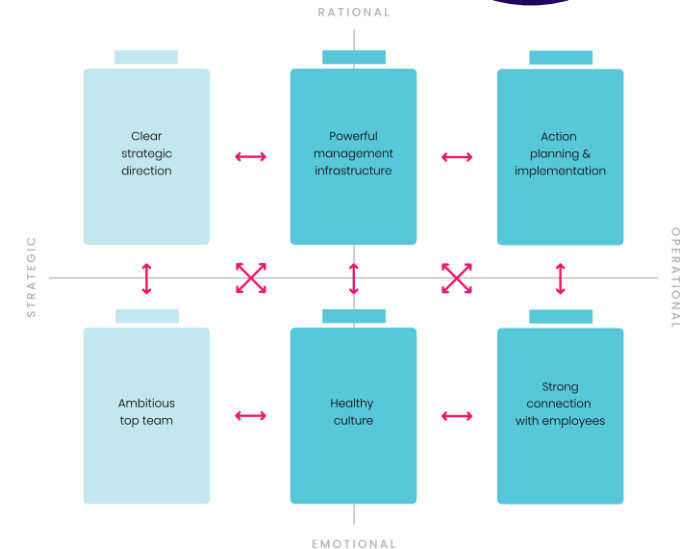 RATIONAL
Clear
strategic
direction
Powerful
management
infrastructure
Action
planning &
implementation
STRATEGIC
OPERATIONAL
Ambitious
top team
Healthy
culture
Strong
connection
with employees
EMOTIONAL